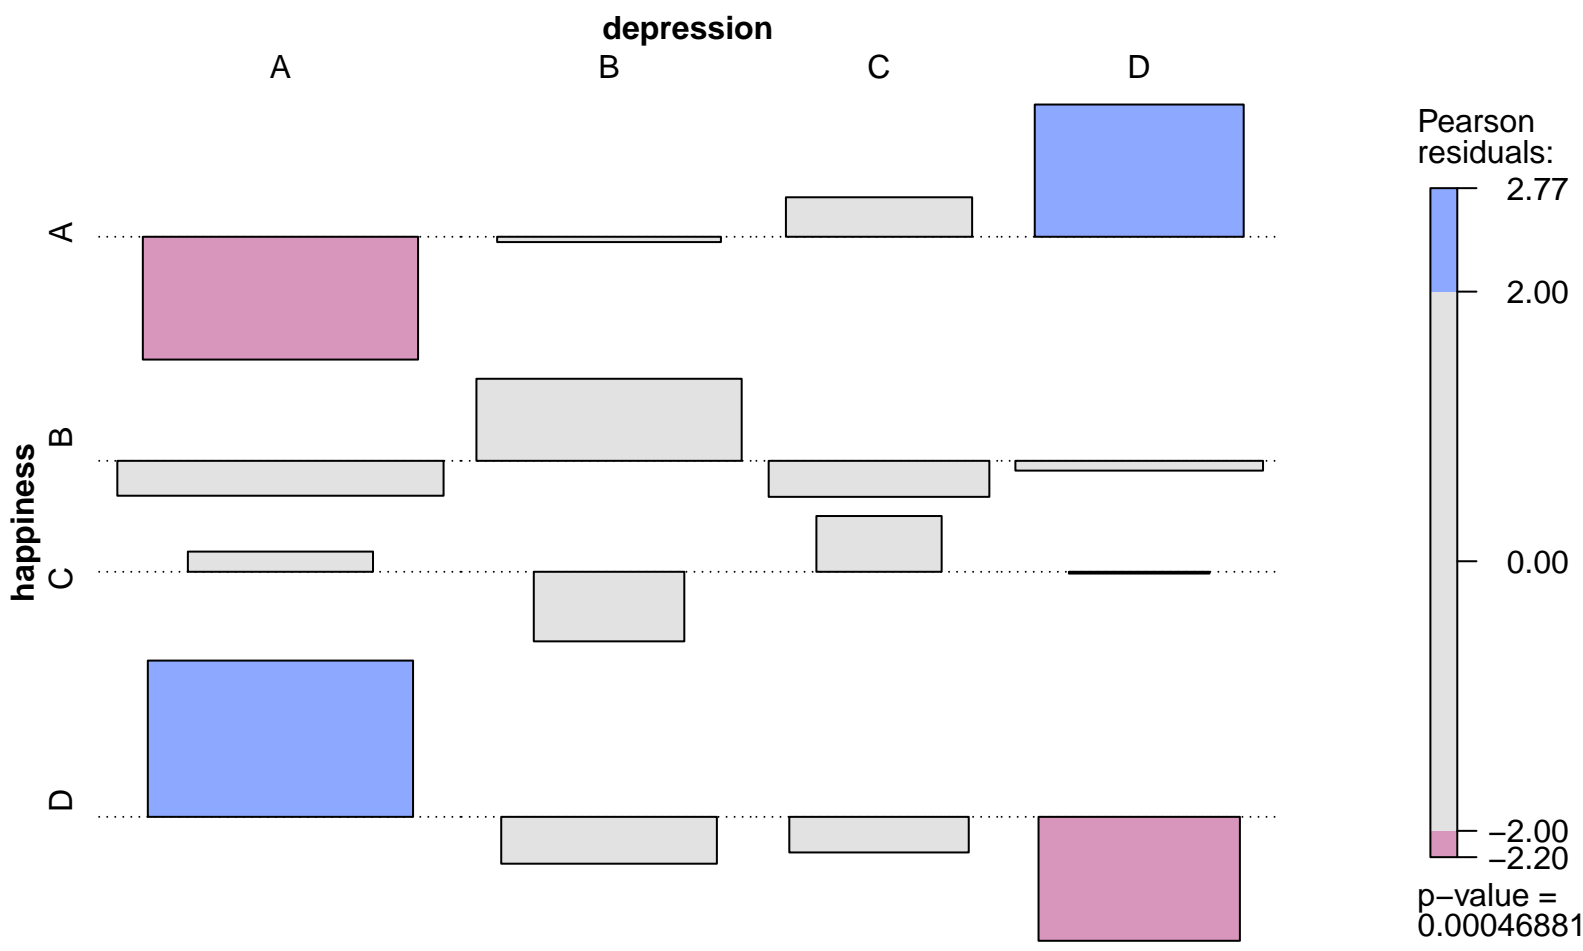 depression
A B C D
happiness
A
B
C
D
Pearson
residuals:
2.77
2.00
0.00
−2.00
−2.20
p−value =
0.00046881